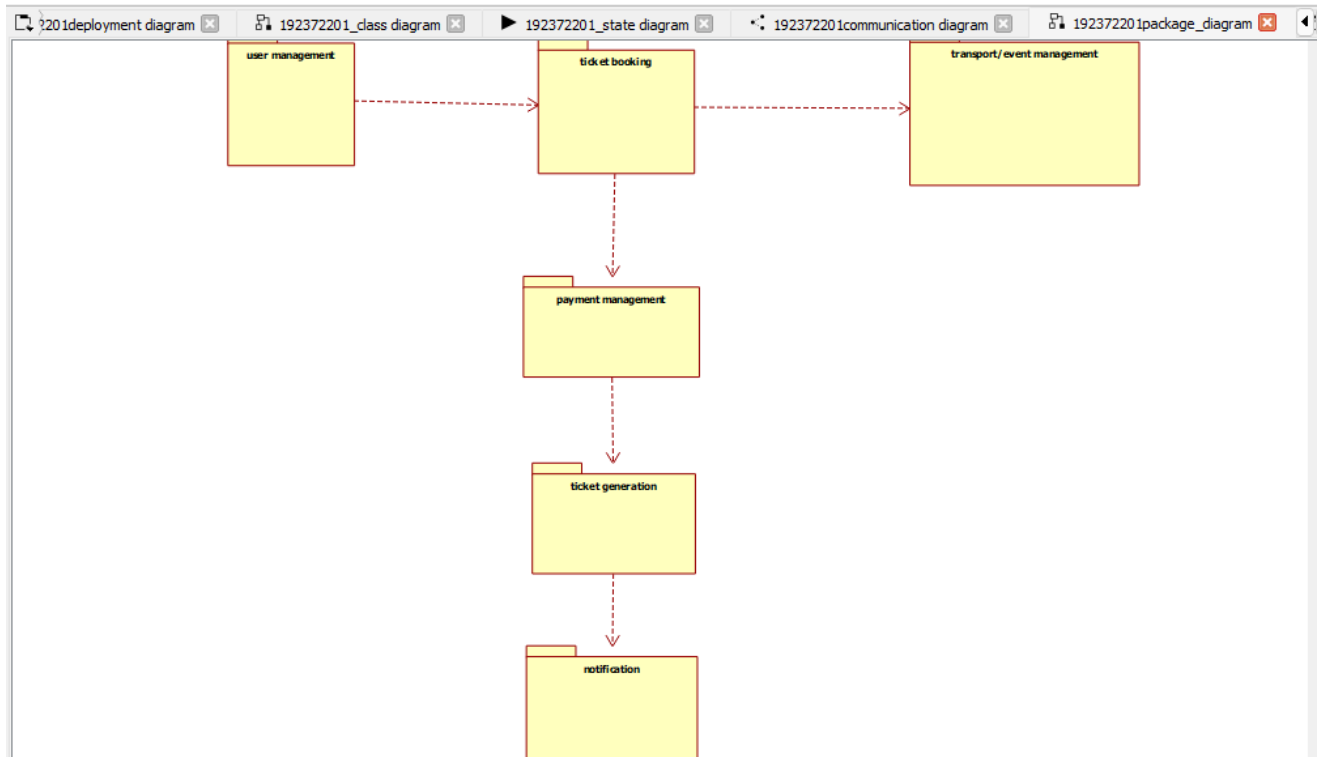 2201deployment diagram
192372201_class diagram
192372201_state diagram
192372201communication diagram
192372201package_diagram
user management
ticket booking
transport/event management
payment management
ticket generation
notification